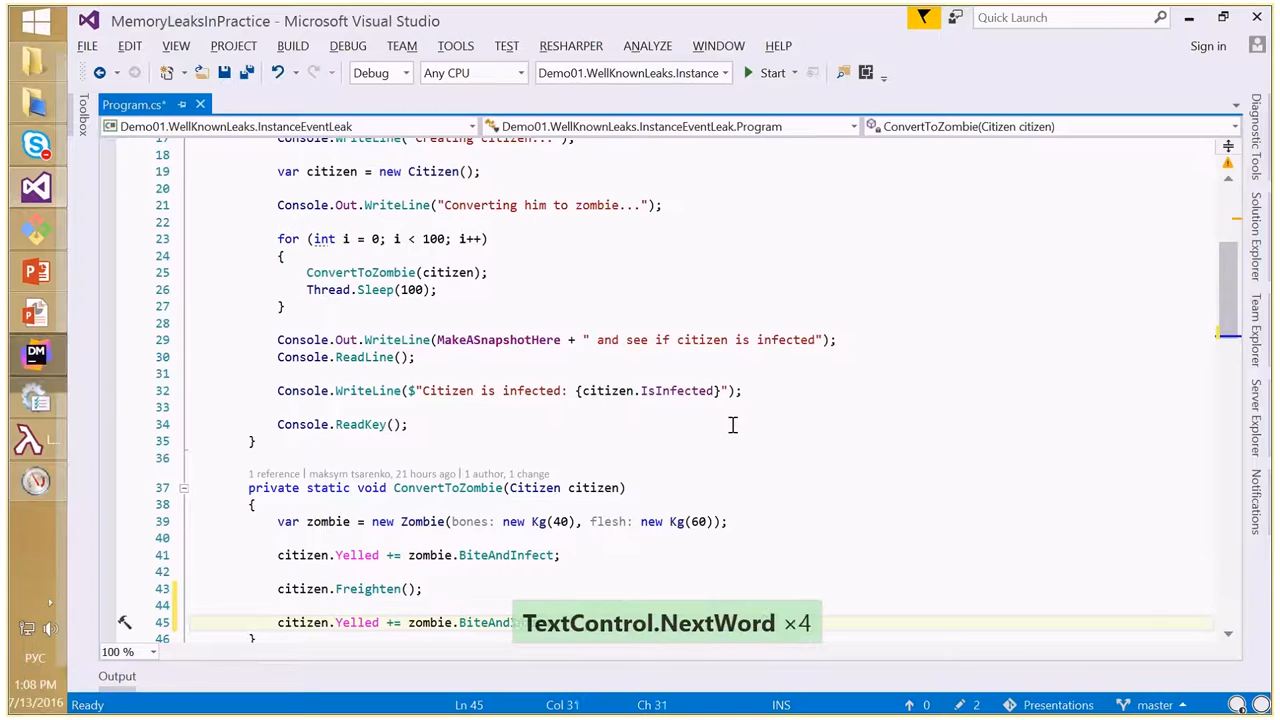 MemoryLeaksInPractice - Microsoft Visual Studio
Quick Launch
FILE EDIT VIEW PROJECT BUILD DEBUG TEAM TOOLS TEST RESHARPER ANALYZE WINDOW HELP
Sign in
Debug Any CPU Demo01.WellKnownLeaks.Instance Start
Program.cs*
Demo01.WellKnownLeaks.InstanceEventLeak Demo01.WellKnownLeaks.InstanceEventLeak.Program ConvertToZombie(Citizen citizen)
Toolbox
17 Console.WriteLine("Creating citizen...");
18
19 var citizen = new Citizen();
20
21 Console.Out.WriteLine("Converting him to zombie...");
22
23 for (int i = 0; i < 100; i++)
24 {
25 ConvertToZombie(citizen);
26 Thread.Sleep(100);
27 }
28
29 Console.Out.WriteLine(MakeASnapshotHere + " and see if citizen is infected");
30 Console.ReadLine();
31
32 Console.WriteLine($"Citizen is infected: {citizen.IsInfected}");
33
34 Console.ReadKey();
35 }
36
1 reference | maksym tsarenko, 21 hours ago | 1 author, 1 change
37 private static void ConvertToZombie(Citizen citizen)
38 {
39 var zombie = new Zombie(bones: new Kg(40), flesh: new Kg(60));
40
41 citizen.Yelled += zombie.BiteAndInfect;
42
43 citizen.Freighten();
44
45 citizen.Yelled += zombie.BiteAnd
46 }
TextControl.NextWord ×4
Diagnostic Tools
Solution Explorer
Team Explorer
Server Explorer
Notifications
100 %
Output
Ready Ln 45 Col 31 Ch 31 INS 0 2 Presentations master
РУС
1:08 PM
7/13/2016